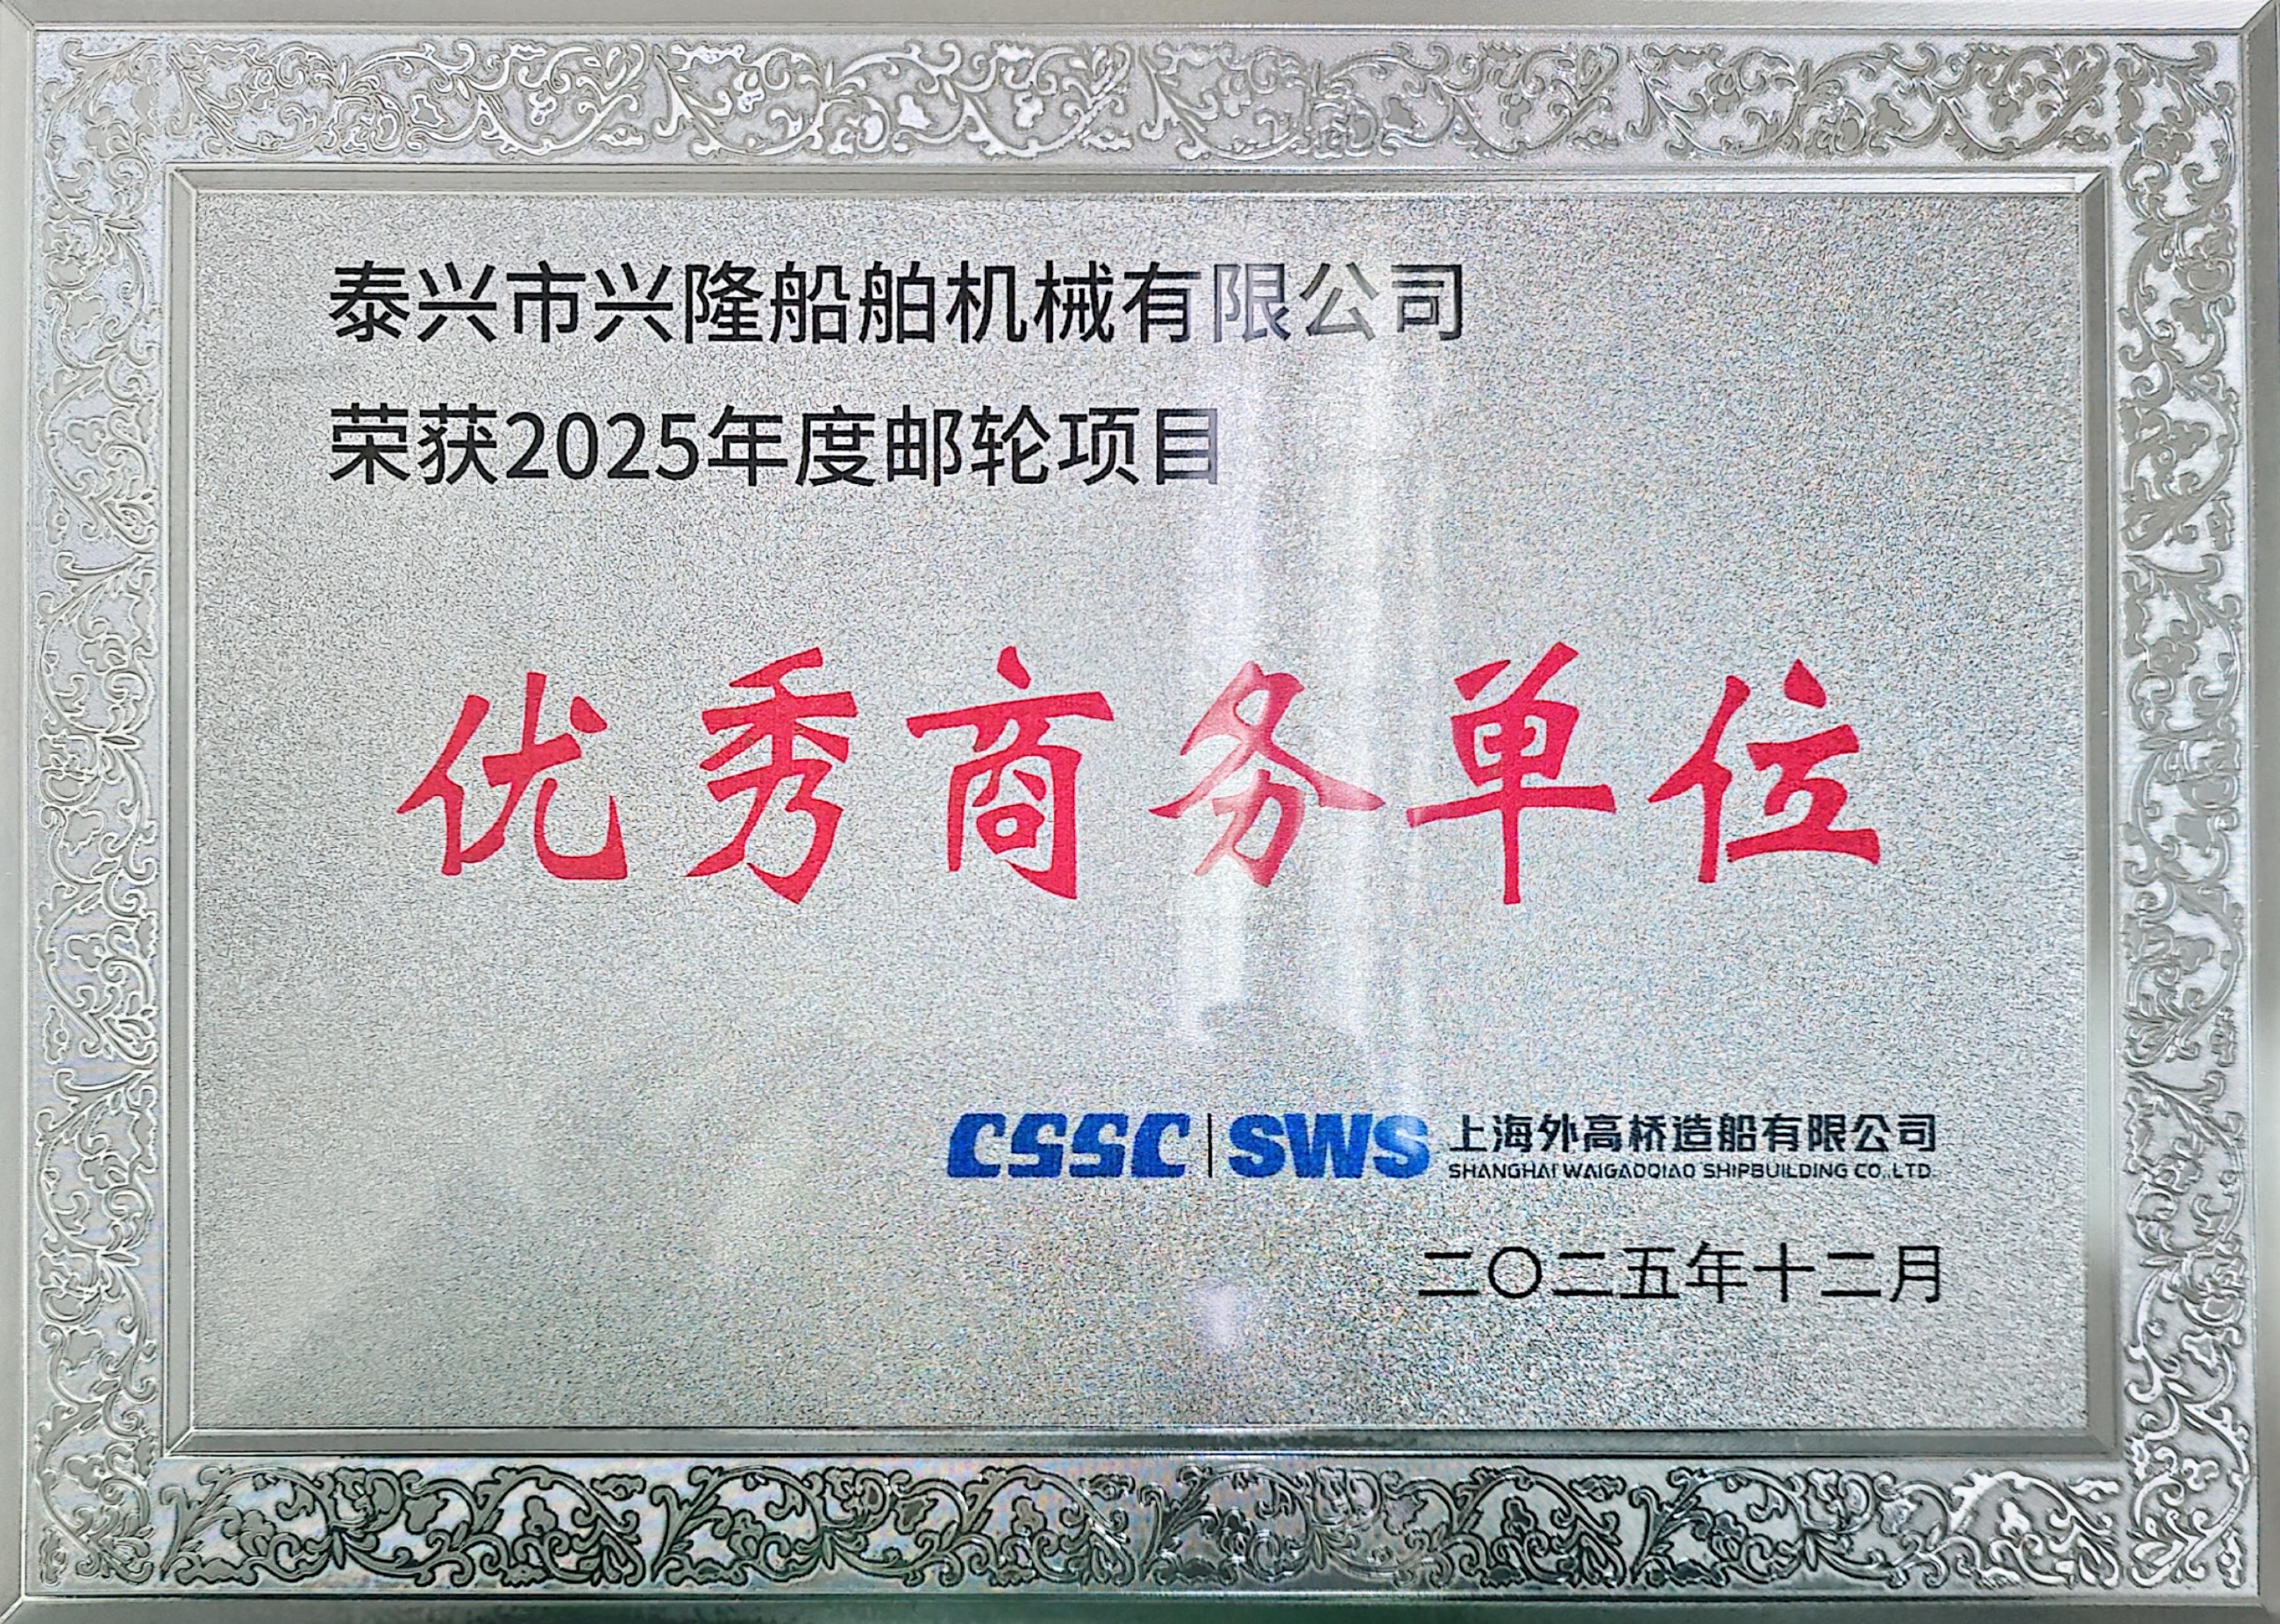 泰兴市兴隆船舶机械有限公司
荣获2025年度邮轮项目
优秀商务单位
CSSC | SWS 上海外高桥造船有限公司
SHANGHAI WAIGAOQIAO SHIPBUILDING CO.,LTD.
二〇二五年十二月